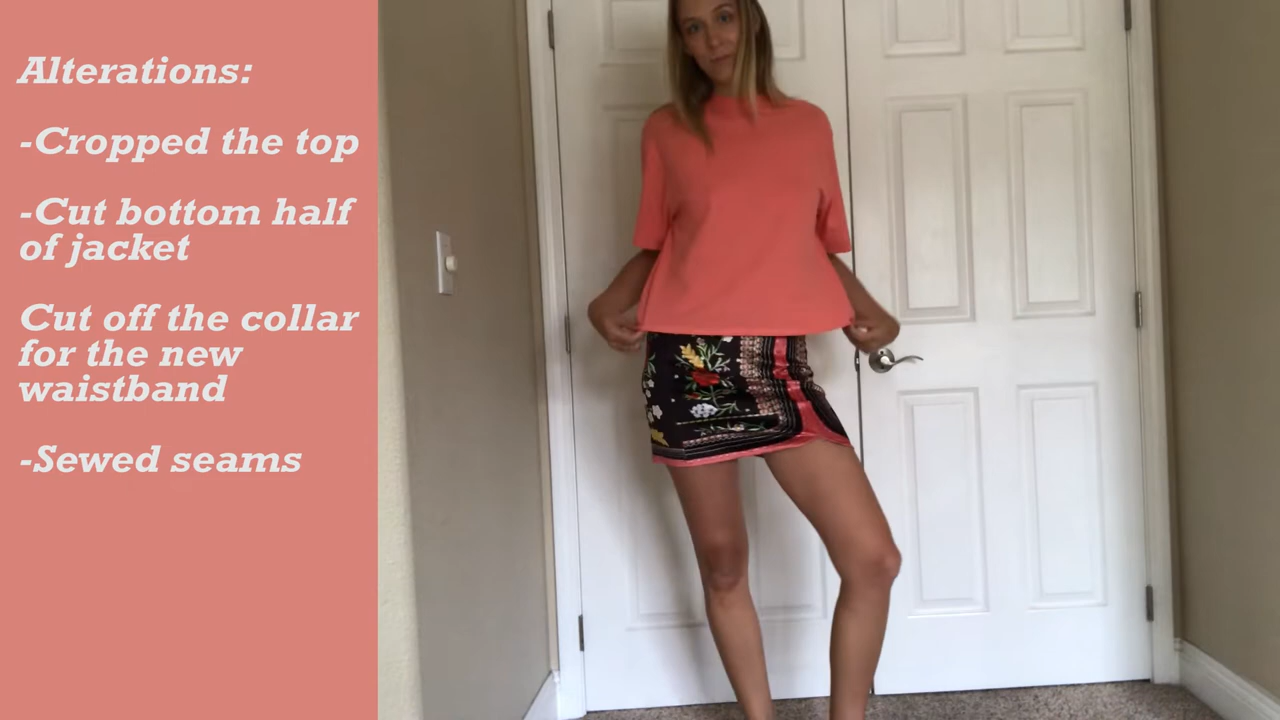 Alterations:
-Cropped the top
-Cut bottom half
of jacket
Cut off the collar
for the new
waistband
-Sewed seams